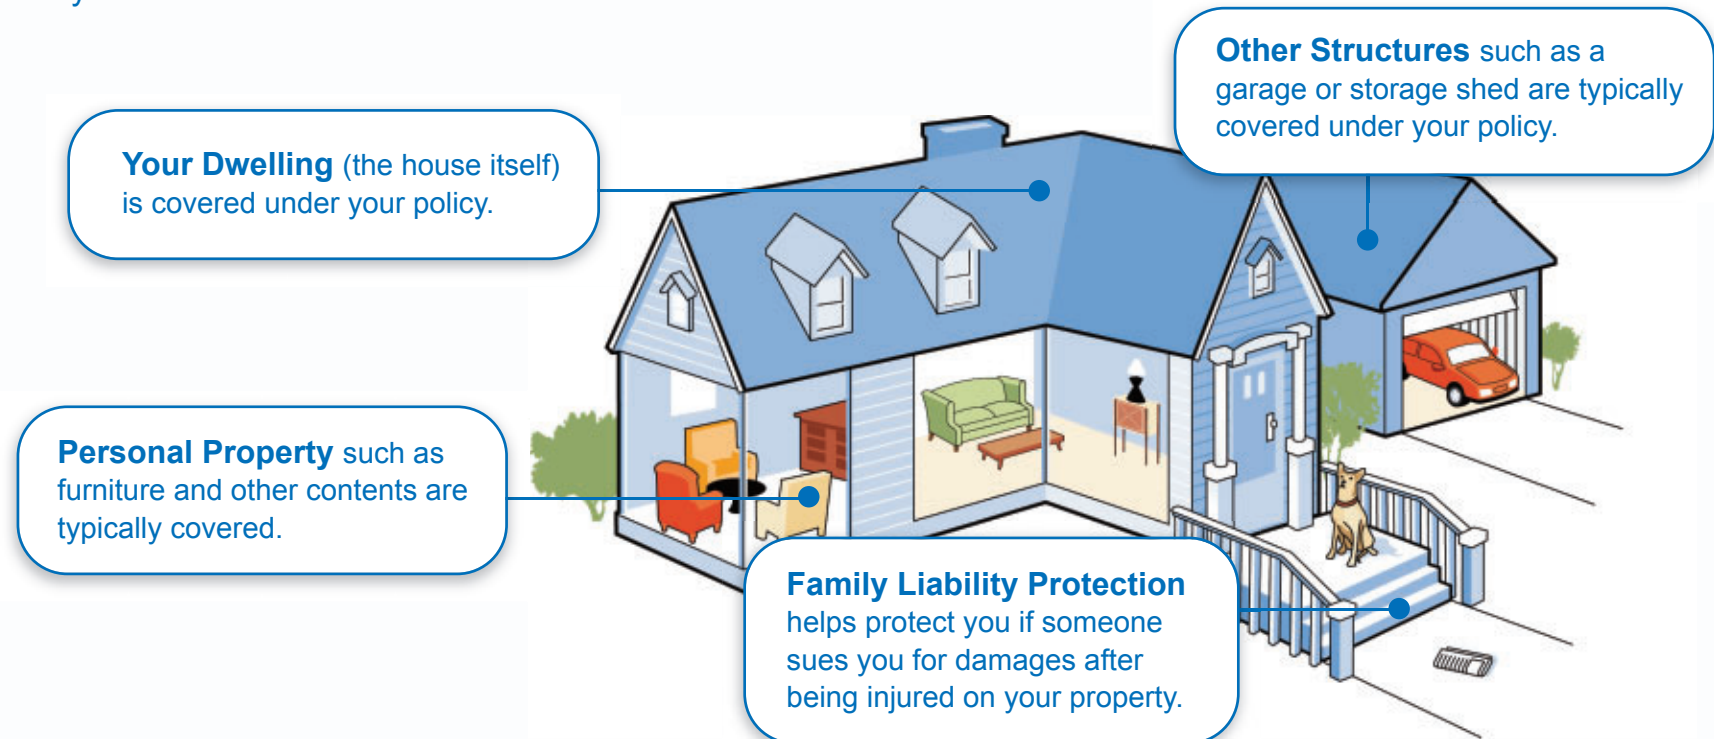 Other Structures such as a
garage or storage shed are typically
covered under your policy.
Your Dwelling (the house itself)
is covered under your policy.
Personal Property such as
furniture and other contents are
typically covered.
Family Liability Protection
helps protect you if someone
sues you for damages after
being injured on your property.